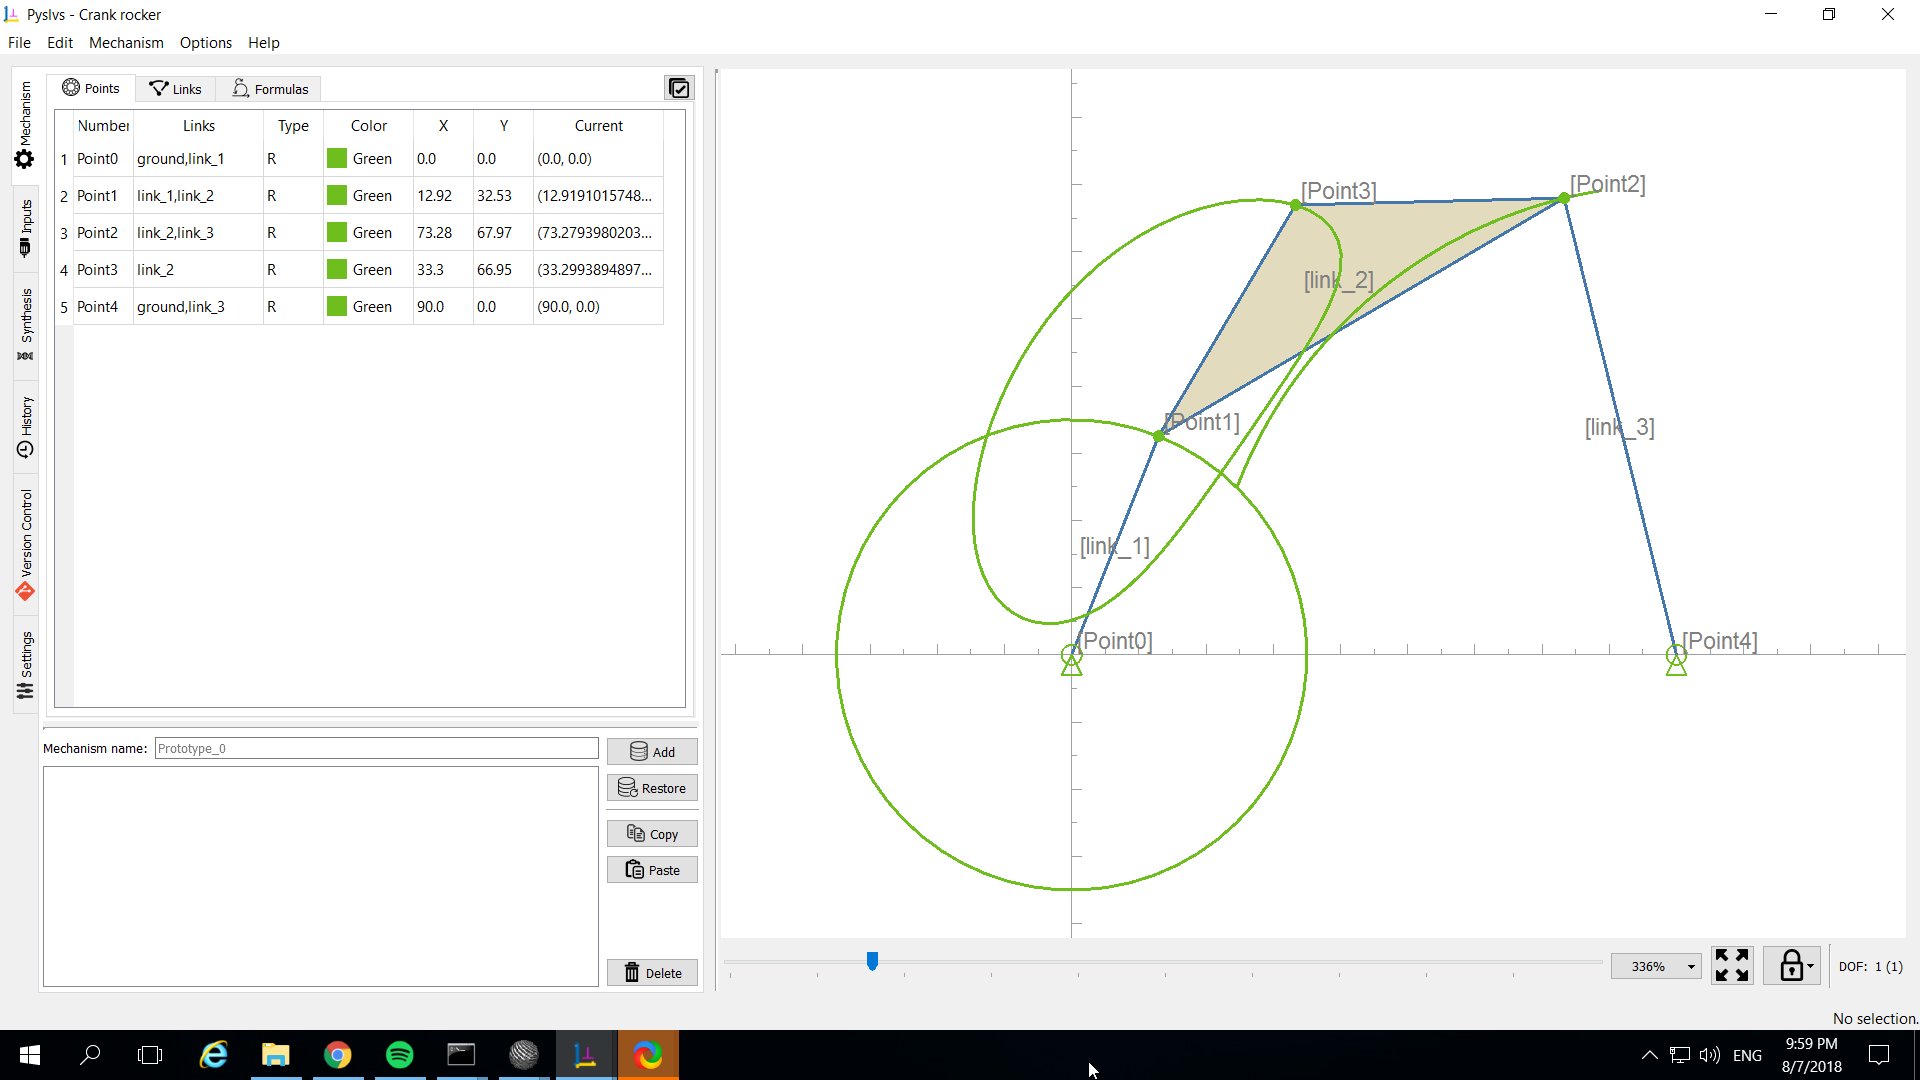 Pyslvs - Crank rocker
File Edit Mechanism Options Help
Mechanism
Inputs
Synthesis
History
Version Control
Settings
Points Links Formulas
Number Links Type Color X Y Current
1 Point0 ground,link_1 R Green 0.0 0.0 (0.0, 0.0)
2 Point1 link_1,link_2 R Green 12.92 32.53 (12.9191015748...
3 Point2 link_2,link_3 R Green 73.28 67.97 (73.2793980203...
4 Point3 link_2 R Green 33.3 66.95 (33.2993894897...
5 Point4 ground,link_3 R Green 90.0 0.0 (90.0, 0.0)
Mechanism name: Prototype_0
Add
Restore
Copy
Paste
Delete
[Point3]
[Point2]
[link_2]
[Point1]
[link_3]
[link_1]
[Point0]
[Point4]
336%
DOF: 1 (1)
No selection.
ENG
9:59 PM
8/7/2018